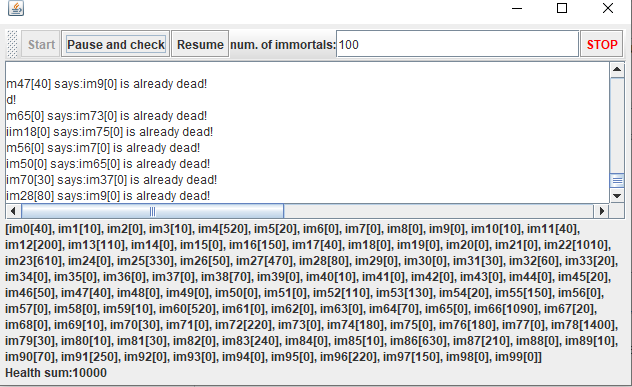 Start Pause and check Resume num. of immortals: 100 STOP
m47[40] says:im9[0] is already dead!
d!
m65[0] says:im73[0] is already dead!
iim18[0] says:im75[0] is already dead!
m56[0] says:im7[0] is already dead!
im50[0] says:im65[0] is already dead!
im70[30] says:im37[0] is already dead!
im28[80] says:im9[0] is already dead!
[im0[40], im1[10], im2[0], im3[10], im4[520], im5[20], im6[0], im7[0], im8[0], im9[0], im10[10], im11[40],
im12[200], im13[110], im14[0], im15[0], im16[150], im17[40], im18[0], im19[0], im20[0], im21[0], im22[1010],
im23[610], im24[0], im25[330], im26[50], im27[470], im28[80], im29[0], im30[0], im31[30], im32[60], im33[20],
im34[0], im35[0], im36[0], im37[0], im38[70], im39[0], im40[10], im41[0], im42[0], im43[0], im44[0], im45[20],
im46[50], im47[40], im48[0], im49[0], im50[0], im51[0], im52[110], im53[130], im54[20], im55[150], im56[0],
im57[0], im58[0], im59[10], im60[520], im61[0], im62[0], im63[0], im64[70], im65[0], im66[1090], im67[20],
im68[0], im69[10], im70[30], im71[0], im72[220], im73[0], im74[180], im75[0], im76[180], im77[0], im78[1400],
im79[30], im80[10], im81[30], im82[0], im83[240], im84[0], im85[10], im86[630], im87[210], im88[0], im89[10],
im90[70], im91[250], im92[0], im93[0], im94[0], im95[0], im96[220], im97[150], im98[0], im99[0]]
Health sum:10000